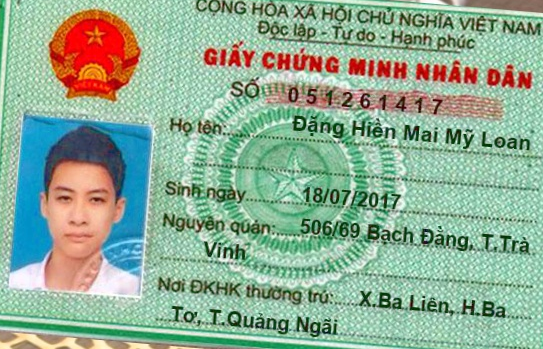 CỘNG HÒA XÃ HỘI CHỦ NGHĨA VIỆT NAM
Độc lập - Tự do - Hạnh phúc
GIẤY CHỨNG MINH NHÂN DÂN
SỐ 051261417
Họ tên: Đặng Hiền Mai Mỹ Loan
Sinh ngày 18/07/2017
Nguyên quán: 506/69 Bạch Đằng, T.Trà
Vinh
Nơi ĐKHK thường trú: X.Ba Liên, H.Ba
Tơ, T.Quảng Ngãi